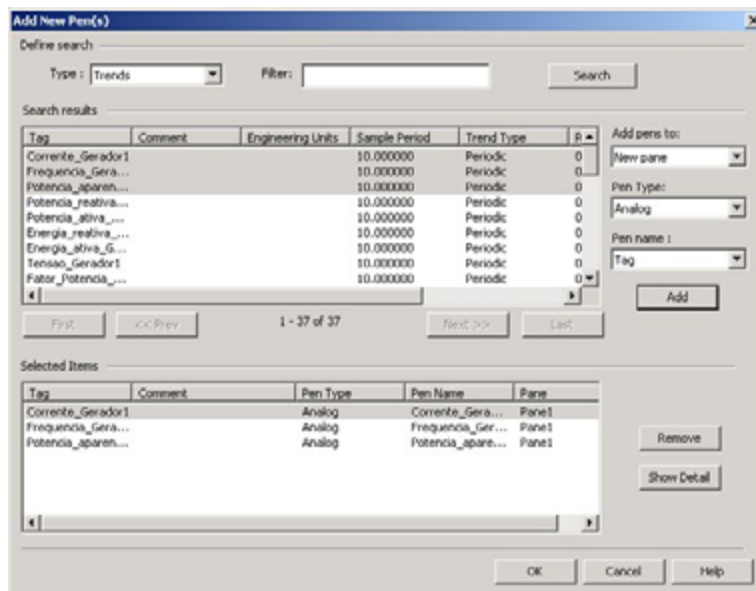 Add New Pen(s)
Define search
Type : Trends Filter: Search
Search results
Tag Comment Engineering Units Sample Period Trend Type R
Corrente_Gerador1 10.000000 Periodic 0
Frequencia_Gera... 10.000000 Periodic 0
Potencia_aparen... 10.000000 Periodic 0
Potencia_reativa... 10.000000 Periodic 0
Potencia_ativa_... 10.000000 Periodic 0
Energia_reativa_... 10.000000 Periodic 0
Energia_ativa_G... 10.000000 Periodic 0
Tensao_Gerador1 10.000000 Periodic 0
Fator_Potencia_... 10.000000 Periodic 0
Add pens to:
New pane
Pen Type:
Analog
Pen name :
Tag
Add
First << Prev 1 - 37 of 37 Next >> Last
Selected Items
Tag Comment Pen Type Pen Name Pane
Corrente_Gerador1 Analog Corrente_Gera... Pane1
Frequencia_Gera... Analog Frequencia_Ger... Pane1
Potencia_aparen... Analog Potencia_apare... Pane1
Remove
Show Detail
OK Cancel Help